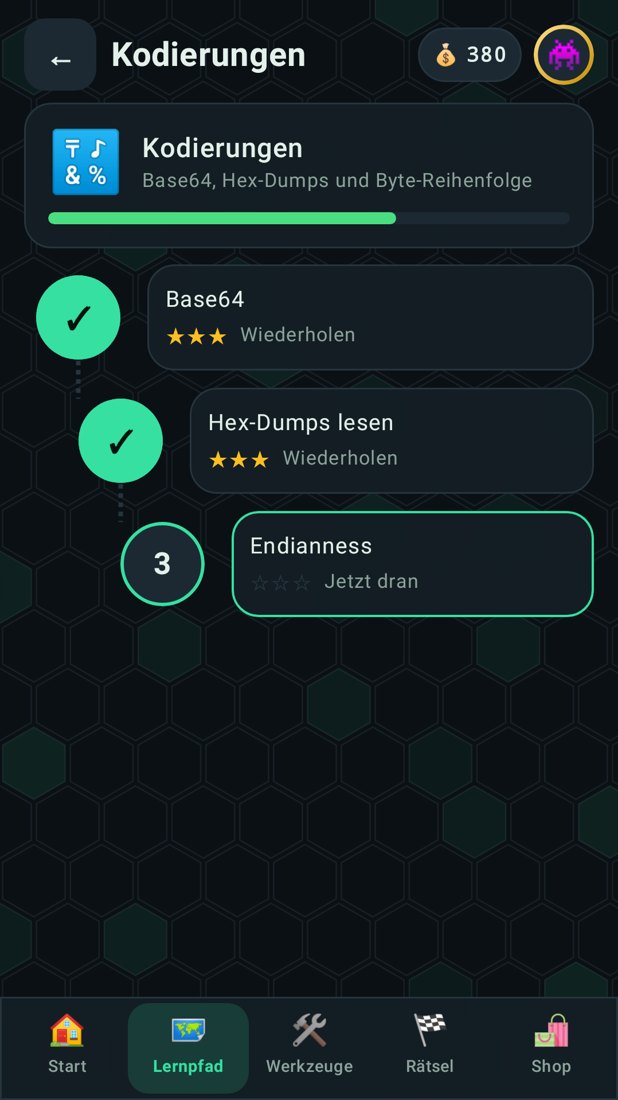 ← Kodierungen 380
Kodierungen
Base64, Hex-Dumps und Byte-Reihenfolge
✓ Base64
★★★ Wiederholen
✓ Hex-Dumps lesen
★★★ Wiederholen
3 Endianness
☆☆☆ Jetzt dran
Start Lernpfad Werkzeuge Rätsel Shop